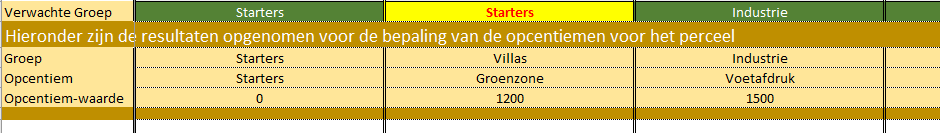 Verwachte Groep Starters Starters Industrie
Hieronder zijn de resultaten opgenomen voor de bepaling van de opcentiemen voor het perceel
Groep Starters Villas Industrie
Opcentiem Starters Groenzone Voetafdruk
Opcentiem-waarde 0 1200 1500